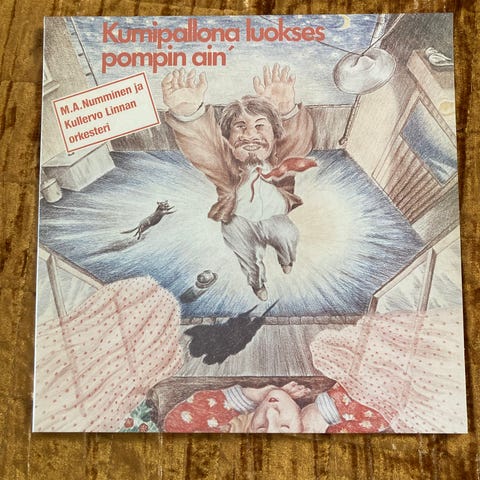 Kumipallona luokses
pompin ain´
M.A.Numminen ja
Kullervo Linnan
orkesteri